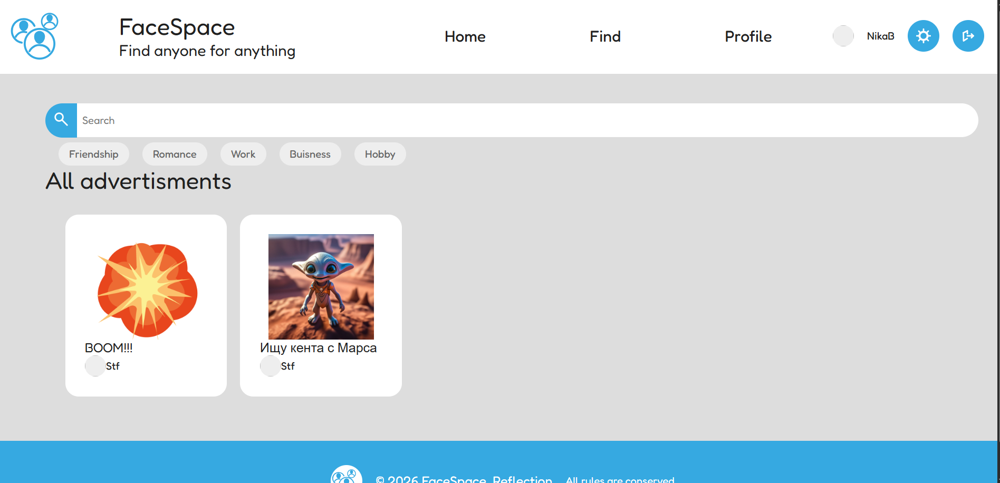 FaceSpace
Find anyone for anything
Home
Find
Profile
NikaB
Search
Friendship
Romance
Work
Buisness
Hobby
All advertisments
BOOM!!!
Stf
Ищу кента с Марса
Stf
© 2026 FaceSpace. Reflection
All rules are conserved